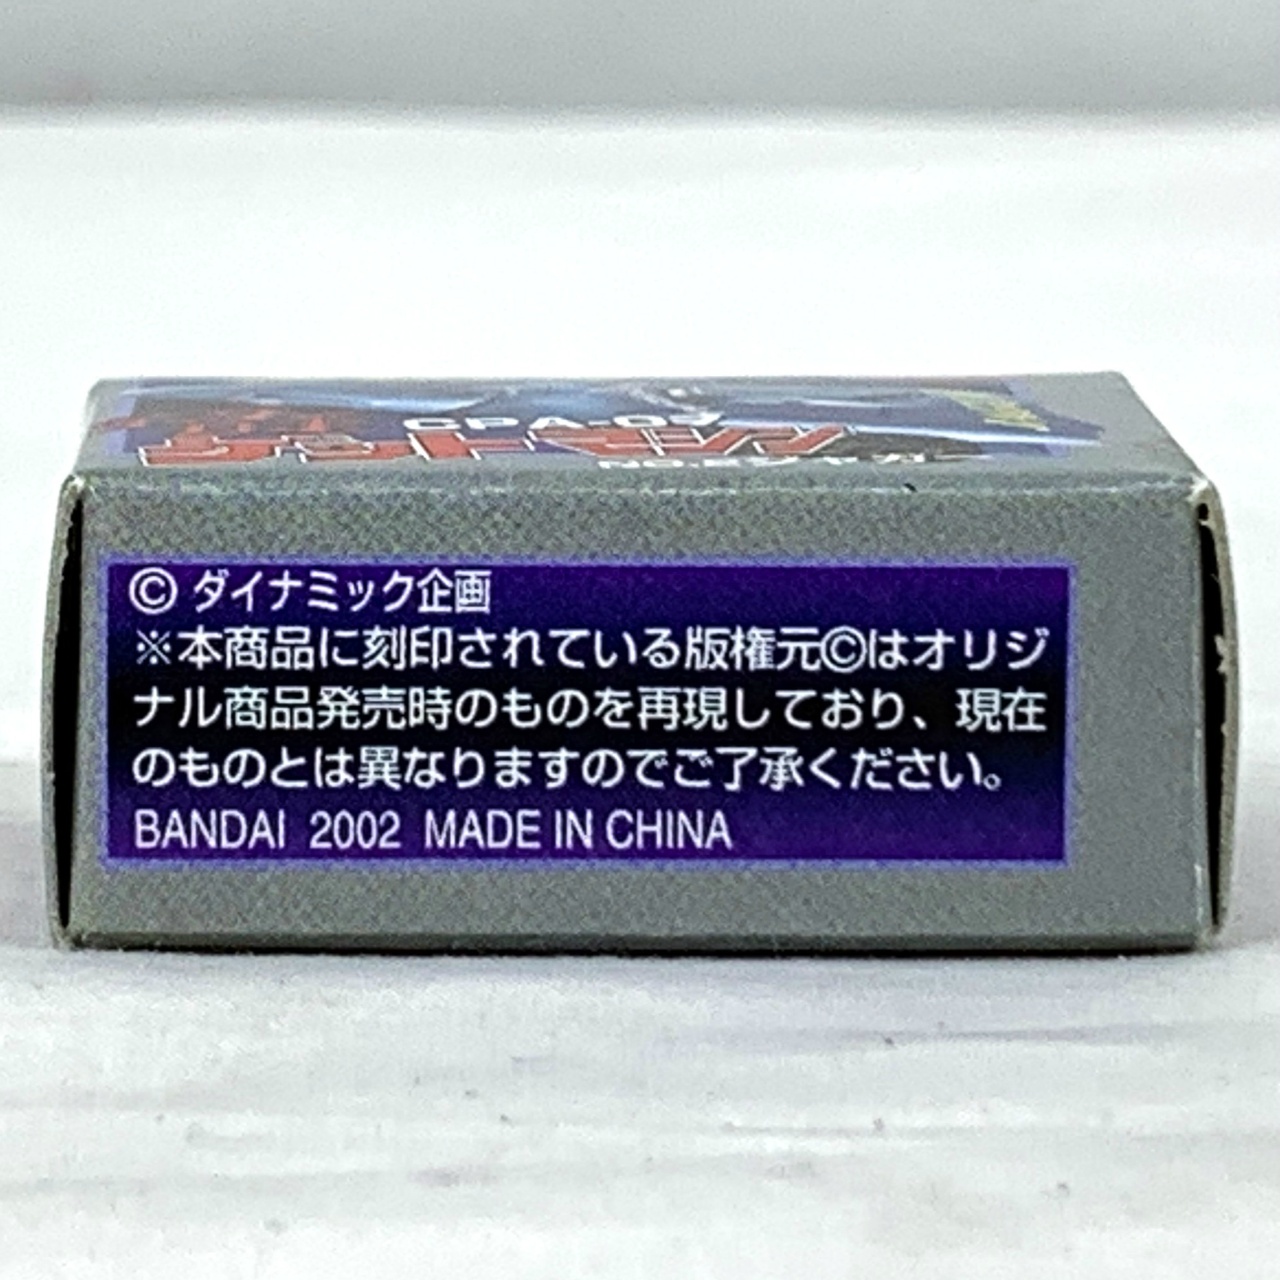 © ダイナミック企画
※本商品に刻印されている版権元©はオリジ
ナル商品発売時のものを再現しており、現在
のものとは異なりますのでご了承ください。
BANDAI 2002 MADE IN CHINA